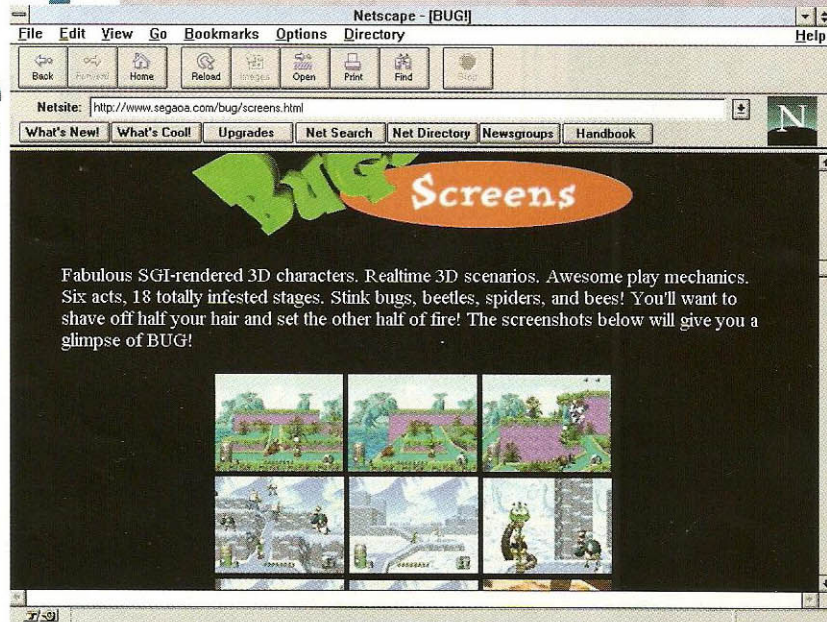 Netscape - [BUG!]
File Edit View Go Bookmarks Options Directory Help
Back Forward Home Reload Images Open Print Find Stop
Netsite: http://www.segaoa.com/bug/screens.html
N
What's New! What's Cool! Upgrades Net Search Net Directory Newsgroups Handbook
BUG!
Screens
Fabulous SGI-rendered 3D characters. Realtime 3D scenarios. Awesome play mechanics.
Six acts, 18 totally infested stages. Stink bugs, beetles, spiders, and bees! You'll want to
shave off half your hair and set the other half of fire! The screenshots below will give you a
glimpse of BUG!